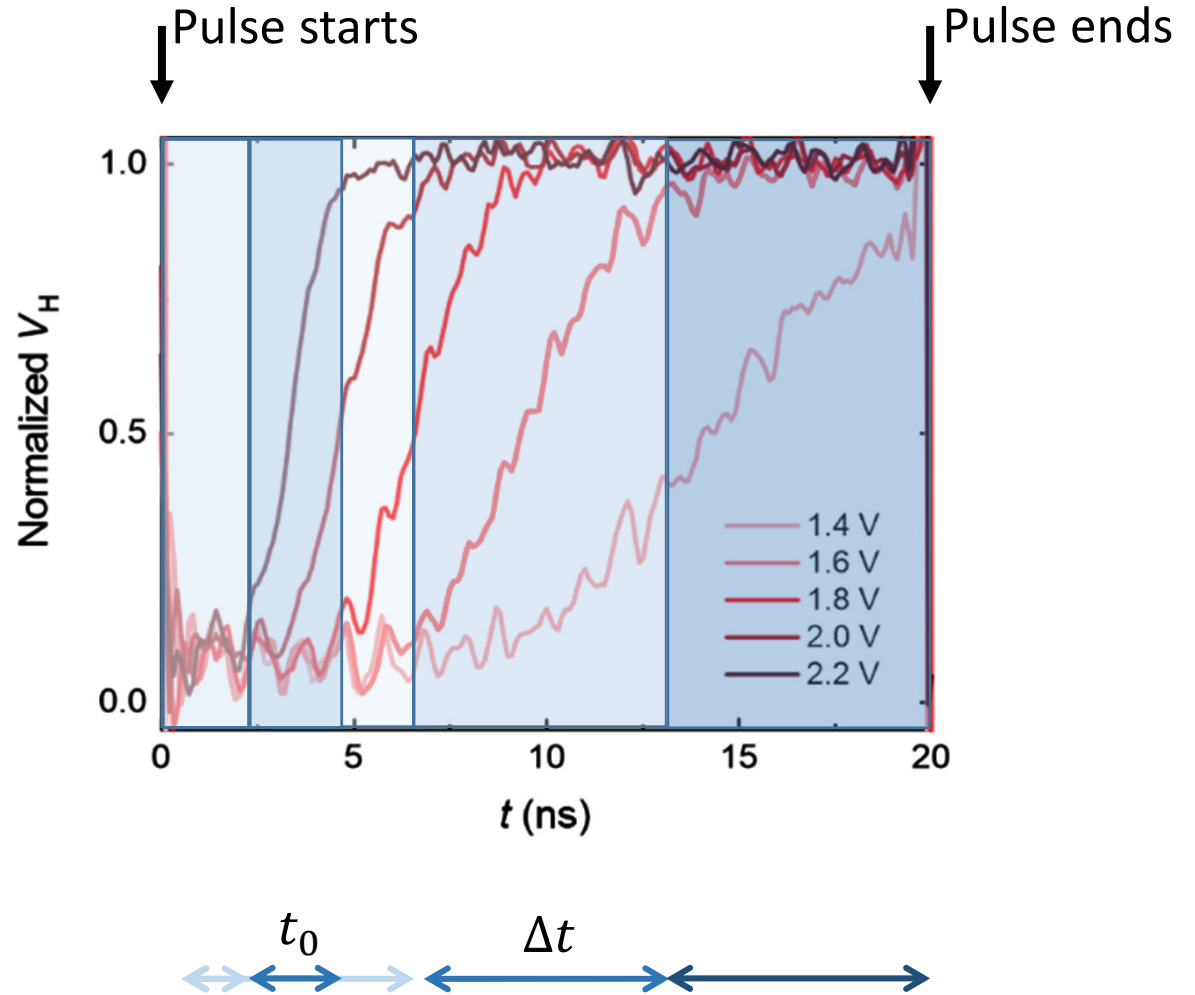 Pulse starts
Pulse ends
1.0
0.5
0.0
Normalized V_H
1.4 V
1.6 V
1.8 V
2.0 V
2.2 V
0 5 10 15 20
t (ns)
t₀ Δt